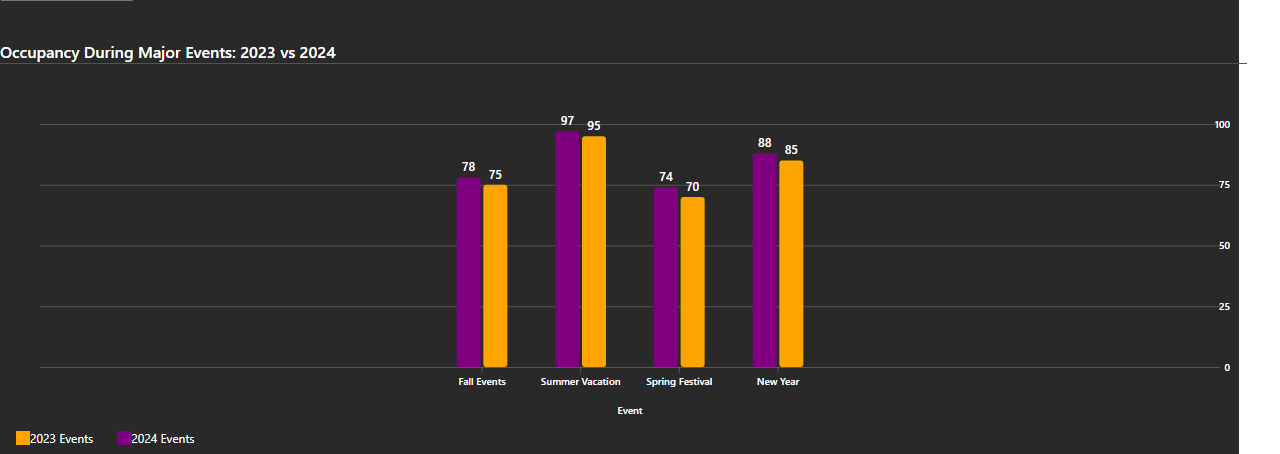 Occupancy During Major Events: 2023 vs 2024
97 95 100
88 85
78 75
75
74 70
50
25
0
Fall Events Summer Vacation Spring Festival New Year
Event
2023 Events 2024 Events